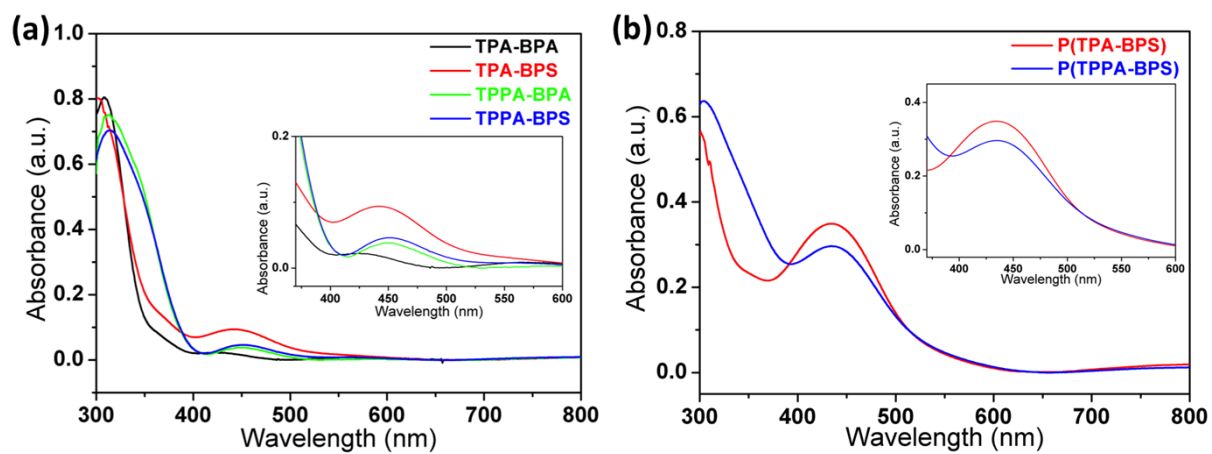 (a)
TPA-BPA
TPA-BPS
TPPA-BPA
TPPA-BPS
Absorbance (a.u.)
1.0
0.8
0.6
0.4
0.2
0.0
300 400 500 600 700 800
Wavelength (nm)
Absorbance (a.u.)
0.2
0.0
400 450 500 550 600
Wavelength (nm)
(b)
P(TPA-BPS)
P(TPPA-BPS)
Absorbance (a.u.)
0.8
0.6
0.4
0.2
0.0
300 400 500 600 700 800
Wavelength (nm)
Absorbance (a.u.)
0.4
0.2
0.0
400 450 500 550 600
Wavelength (nm)